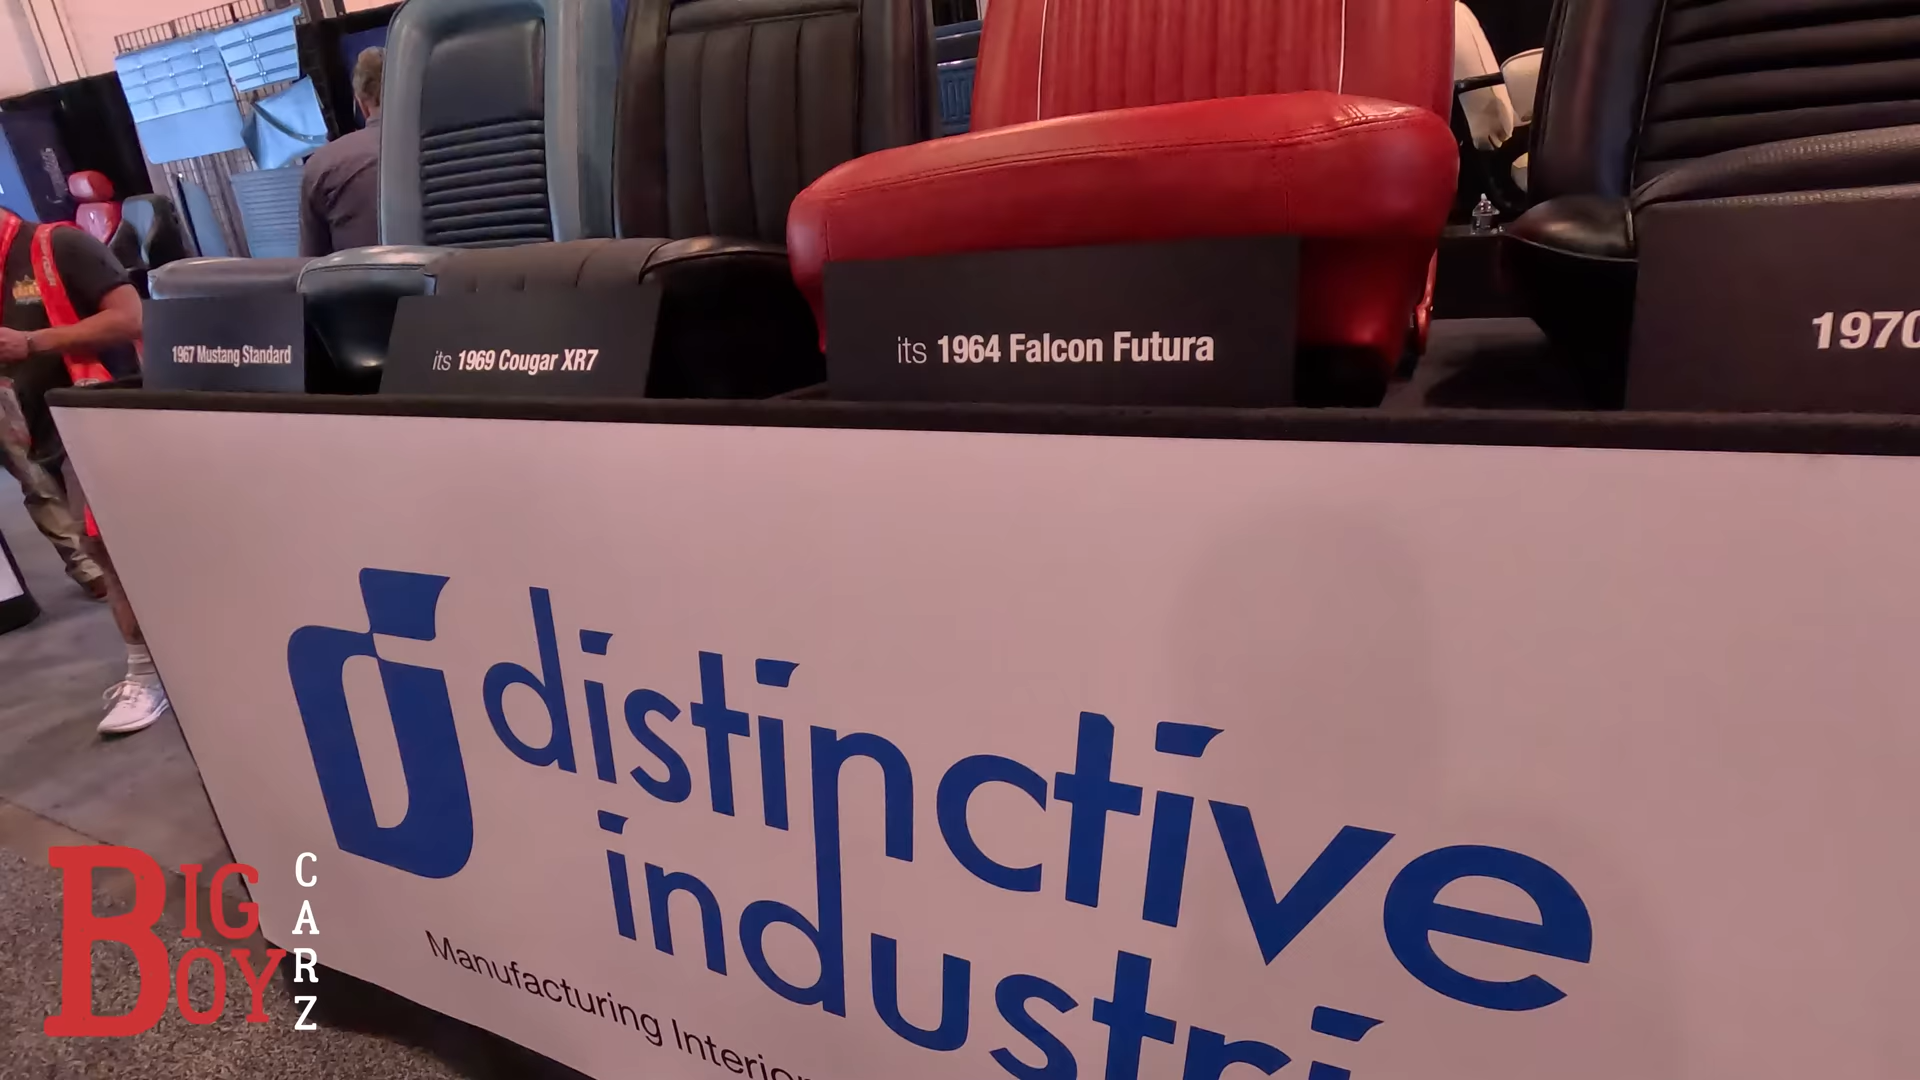 1967 Mustang Standard
its 1969 Cougar XR7
its 1964 Falcon Futura
1970
distinctive
industri
Manufacturing Interior
BIG
BOY
CARZ